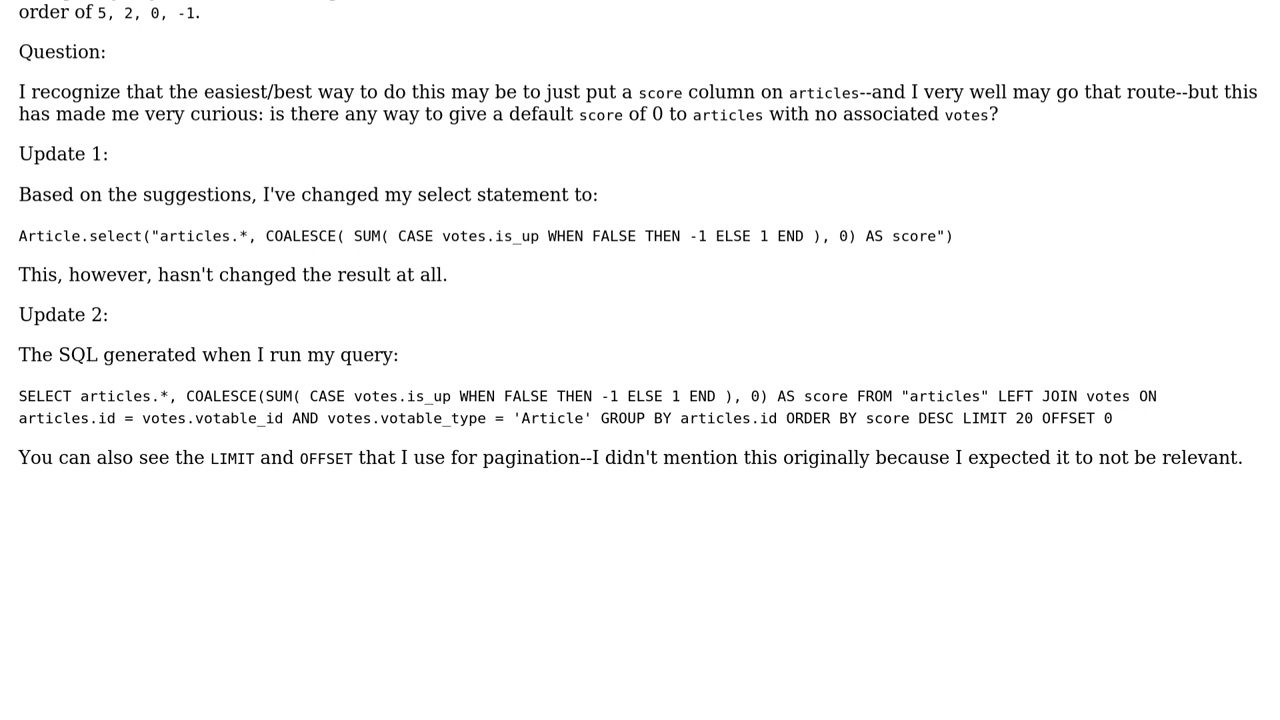 order of 5, 2, 0, -1.
Question:
I recognize that the easiest/best way to do this may be to just put a score column on articles--and I very well may go that route--but this
has made me very curious: is there any way to give a default score of 0 to articles with no associated votes?
Update 1:
Based on the suggestions, I've changed my select statement to:
Article.select("articles.*, COALESCE( SUM( CASE votes.is_up WHEN FALSE THEN -1 ELSE 1 END ), 0) AS score")
This, however, hasn't changed the result at all.
Update 2:
The SQL generated when I run my query:
SELECT articles.*, COALESCE(SUM( CASE votes.is_up WHEN FALSE THEN -1 ELSE 1 END ), 0) AS score FROM "articles" LEFT JOIN votes ON
articles.id = votes.votable_id AND votes.votable_type = 'Article' GROUP BY articles.id ORDER BY score DESC LIMIT 20 OFFSET 0
You can also see the LIMIT and OFFSET that I use for pagination--I didn't mention this originally because I expected it to not be relevant.